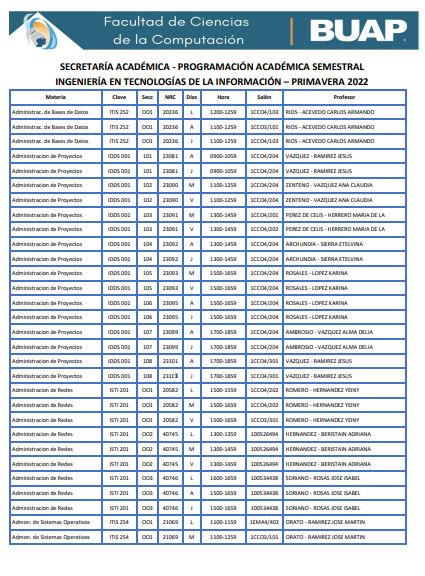 Facultad de Ciencias
de la Computación
BUAP
SECRETARÍA ACADÉMICA - PROGRAMACIÓN ACADÉMICA SEMESTRAL
INGENIERÍA EN TECNOLOGÍAS DE LA INFORMACIÓN – PRIMAVERA 2022
Materia Clave Secc NRC Días Hora Salón Profesor
Administrac. de Bases de Datos ITIS 252 001 20236 L 1200-1259 1CCO4/103 RIOS - ACEVEDO CARLOS ARMANDO
Administrac. de Bases de Datos ITIS 252 001 20236 A 1100-1259 1CCO3/101 RIOS - ACEVEDO CARLOS ARMANDO
Administrac. de Bases de Datos ITIS 252 001 20236 J 1100-1259 1CCO4/103 RIOS - ACEVEDO CARLOS ARMANDO
Administracion de Proyectos IDDS 001 101 23081 A 0900-1059 1CCO4/204 VAZQUEZ - RAMIREZ JESUS
Administracion de Proyectos IDDS 001 101 23081 J 0900-1059 1CCO4/204 VAZQUEZ - RAMIREZ JESUS
Administracion de Proyectos IDDS 001 102 23090 M 1100-1259 1CCO4/204 ZENTENO - VAZQUEZ ANA CLAUDIA
Administracion de Proyectos IDDS 001 102 23090 V 1100-1259 1CCO4/204 ZENTENO - VAZQUEZ ANA CLAUDIA
Administracion de Proyectos IDDS 001 103 23091 M 1300-1459 1CCO4/201 PEREZ DE CELIS - HERRERO MARIA DE LA
Administracion de Proyectos IDDS 001 103 23091 V 1300-1459 1CCO4/202 PEREZ DE CELIS - HERRERO MARIA DE LA
Administracion de Proyectos IDDS 001 104 23092 A 1300-1459 1CCO4/204 ARCHUNDIA - SIERRA ETELVINA
Administracion de Proyectos IDDS 001 104 23092 J 1300-1459 1CCO4/204 ARCHUNDIA - SIERRA ETELVINA
Administracion de Proyectos IDDS 001 105 23093 M 1500-1659 1CCO4/204 ROSALES - LOPEZ KARINA
Administracion de Proyectos IDDS 001 105 23093 V 1500-1659 1CCO4/204 ROSALES - LOPEZ KARINA
Administracion de Proyectos IDDS 001 106 23095 A 1500-1659 1CCO4/204 ROSALES - LOPEZ KARINA
Administracion de Proyectos IDDS 001 106 23095 J 1500-1659 1CCO4/204 ROSALES - LOPEZ KARINA
Administracion de Proyectos IDDS 001 107 23099 A 1700-1859 1CCO4/204 AMBROSIO - VAZQUEZ ALMA DELIA
Administracion de Proyectos IDDS 001 107 23099 J 1700-1859 1CCO4/204 AMBROSIO - VAZQUEZ ALMA DELIA
Administracion de Proyectos IDDS 001 108 23101 A 1700-1859 1CCO4/301 VAZQUEZ - RAMIREZ JESUS
Administracion de Proyectos IDDS 001 108 J 1700-1859 1CCO4/301 VAZQUEZ - RAMIREZ JESUS
Administracion de Redes ISTI 201 001 20582 L 1500-1559 1CCO4/202 ROMERO - HERNANDEZ YEINY
Administracion de Redes ISTI 201 001 20582 M 1500-1659 1CCO4/202 ROMERO - HERNANDEZ YEINY
Administracion de Redes ISTI 201 001 20582 V 1500-1659 1CCO3/301 ROMERO - HERNANDEZ YEINY
Administracion de Redes ISTI 201 002 40745 L 1300-1359 100526494 HERNANDEZ - BERISTAIN ADRIANA
Administracion de Redes ISTI 201 002 40745 M 1300-1459 100526494 HERNANDEZ - BERISTAIN ADRIANA
Administracion de Redes ISTI 201 002 40745 V 1300-1459 100526494 HERNANDEZ - BERISTAIN ADRIANA
Administracion de Redes ISTI 201 003 40746 L 1600-1659 100534438 SORIANO - ROSAS JOSE ISABEL
Administracion de Redes ISTI 201 003 40746 A 1500-1659 100534438 SORIANO - ROSAS JOSE ISABEL
Administracion de Redes ISTI 201 003 40746 J 1500-1659 100534438 SORIANO - ROSAS JOSE ISABEL
Admon. de Sistemas Operativos ITIS 254 001 21069 L 1100-1159 1EMA4/403 ORATO - RAMIREZ JOSE MARTIN
Admon. de Sistemas Operativos ITIS 254 001 21069 M 1100-1259 1CCO3/101 ORATO - RAMIREZ JOSE MARTIN